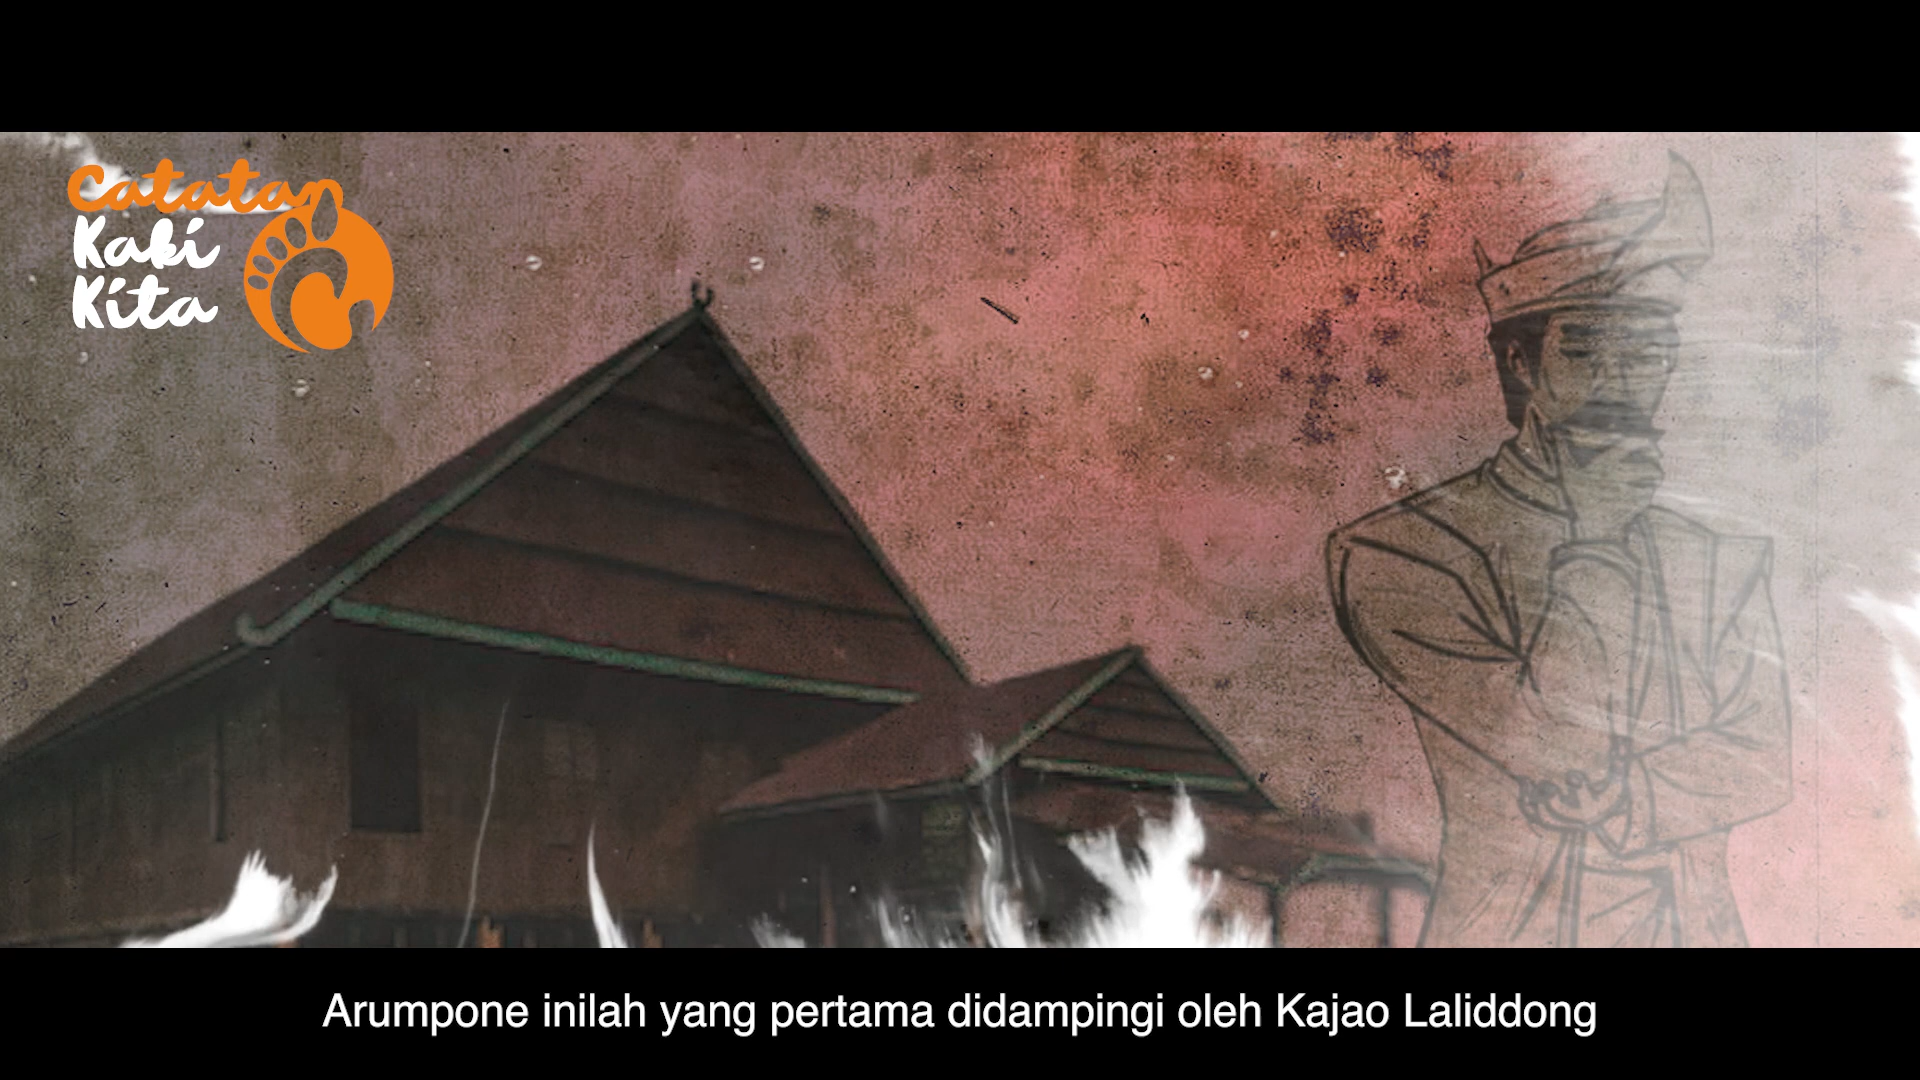 Catatan
Kaki
Kita
Arumpone inilah yang pertama didampingi oleh Kajao Laliddong